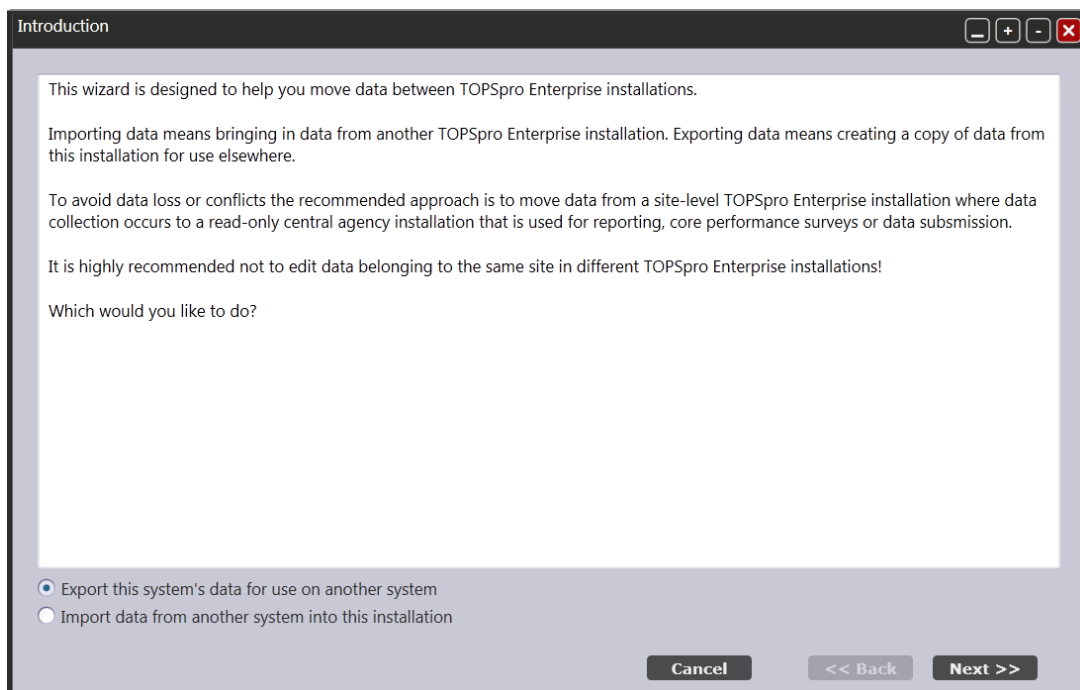 Introduction
This wizard is designed to help you move data between TOPSpro Enterprise installations.
Importing data means bringing in data from another TOPSpro Enterprise installation. Exporting data means creating a copy of data from
this installation for use elsewhere.
To avoid data loss or conflicts the recommended approach is to move data from a site-level TOPSpro Enterprise installation where data
collection occurs to a read-only central agency installation that is used for reporting, core performance surveys or data subsmission.
It is highly recommended not to edit data belonging to the same site in different TOPSpro Enterprise installations!
Which would you like to do?
Export this system's data for use on another system
Import data from another system into this installation
Cancel << Back Next >>